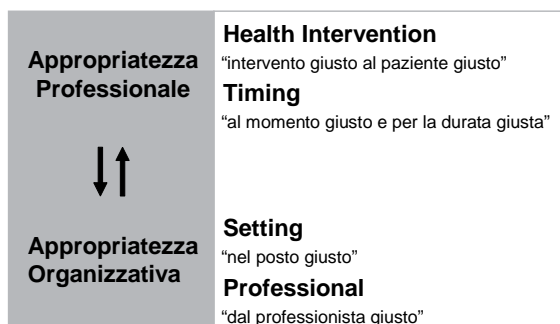 Appropriatezza
Professionale
Health Intervention
“intervento giusto al paziente giusto”
Timing
“al momento giusto e per la durata giusta”
Appropriatezza
Organizzativa
Setting
“nel posto giusto”
Professional
“dal professionista giusto”